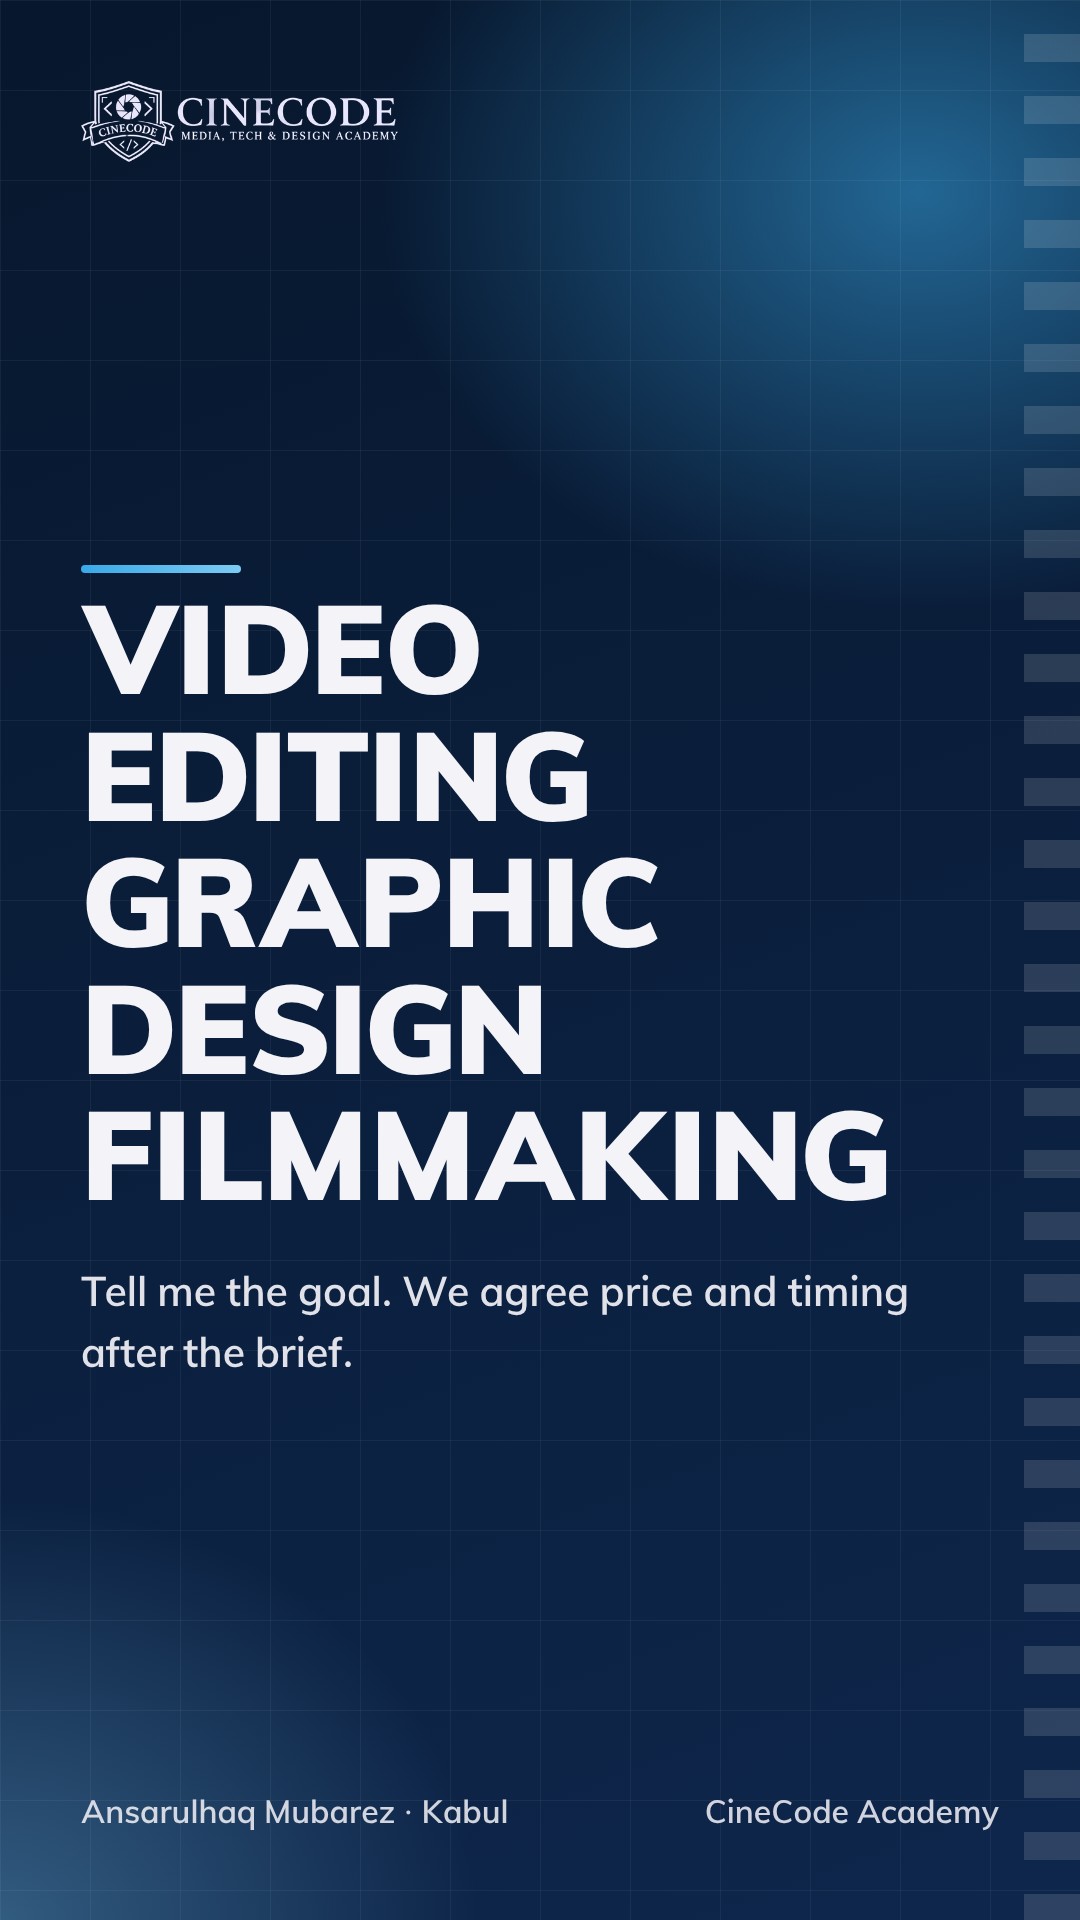 CINECODE
</>
CINECODE
MEDIA, TECH & DESIGN ACADEMY
VIDEO
EDITING
GRAPHIC
DESIGN
FILMMAKING
Tell me the goal. We agree price and timing
after the brief.
Ansarulhaq Mubarez · Kabul
CineCode Academy